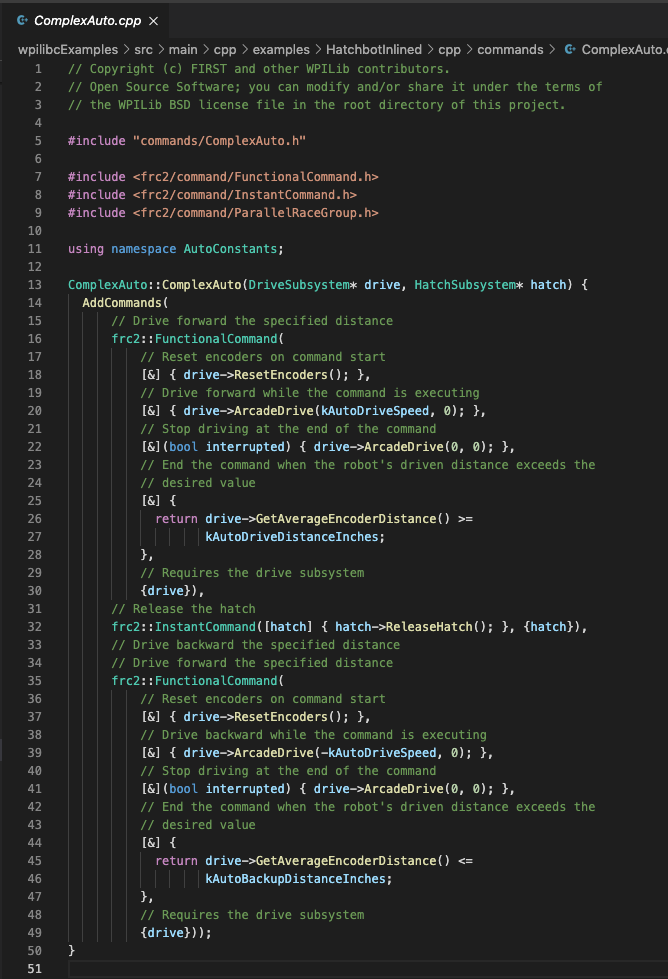 ComplexAuto.cpp ×
wpilibcExamples > src > main > cpp > examples > HatchbotInlined > cpp > commands > ComplexAuto.
1 // Copyright (c) FIRST and other WPILib contributors.
2 // Open Source Software; you can modify and/or share it under the terms of
3 // the WPILib BSD license file in the root directory of this project.
4
5 #include "commands/ComplexAuto.h"
6
7 #include <frc2/command/FunctionalCommand.h>
8 #include <frc2/command/InstantCommand.h>
9 #include <frc2/command/ParallelRaceGroup.h>
10
11 using namespace AutoConstants;
12
13 ComplexAuto::ComplexAuto(DriveSubsystem* drive, HatchSubsystem* hatch) {
14   AddCommands(
15       // Drive forward the specified distance
16       frc2::FunctionalCommand(
17           // Reset encoders on command start
18           [&] { drive->ResetEncoders(); },
19           // Drive forward while the command is executing
20           [&] { drive->ArcadeDrive(kAutoDriveSpeed, 0); },
21           // Stop driving at the end of the command
22           [&](bool interrupted) { drive->ArcadeDrive(0, 0); },
23           // End the command when the robot's driven distance exceeds the
24           // desired value
25           [&] {
26             return drive->GetAverageEncoderDistance() >=
27                    kAutoDriveDistanceInches;
28           },
29           // Requires the drive subsystem
30           {drive}),
31       // Release the hatch
32       frc2::InstantCommand([hatch] { hatch->ReleaseHatch(); }, {hatch}),
33       // Drive backward the specified distance
34       // Drive forward the specified distance
35       frc2::FunctionalCommand(
36           // Reset encoders on command start
37           [&] { drive->ResetEncoders(); },
38           // Drive backward while the command is executing
39           [&] { drive->ArcadeDrive(-kAutoDriveSpeed, 0); },
40           // Stop driving at the end of the command
41           [&](bool interrupted) { drive->ArcadeDrive(0, 0); },
42           // End the command when the robot's driven distance exceeds the
43           // desired value
44           [&] {
45             return drive->GetAverageEncoderDistance() <=
46                    kAutoBackupDistanceInches;
47           },
48           // Requires the drive subsystem
49           {drive}));
50 }
51